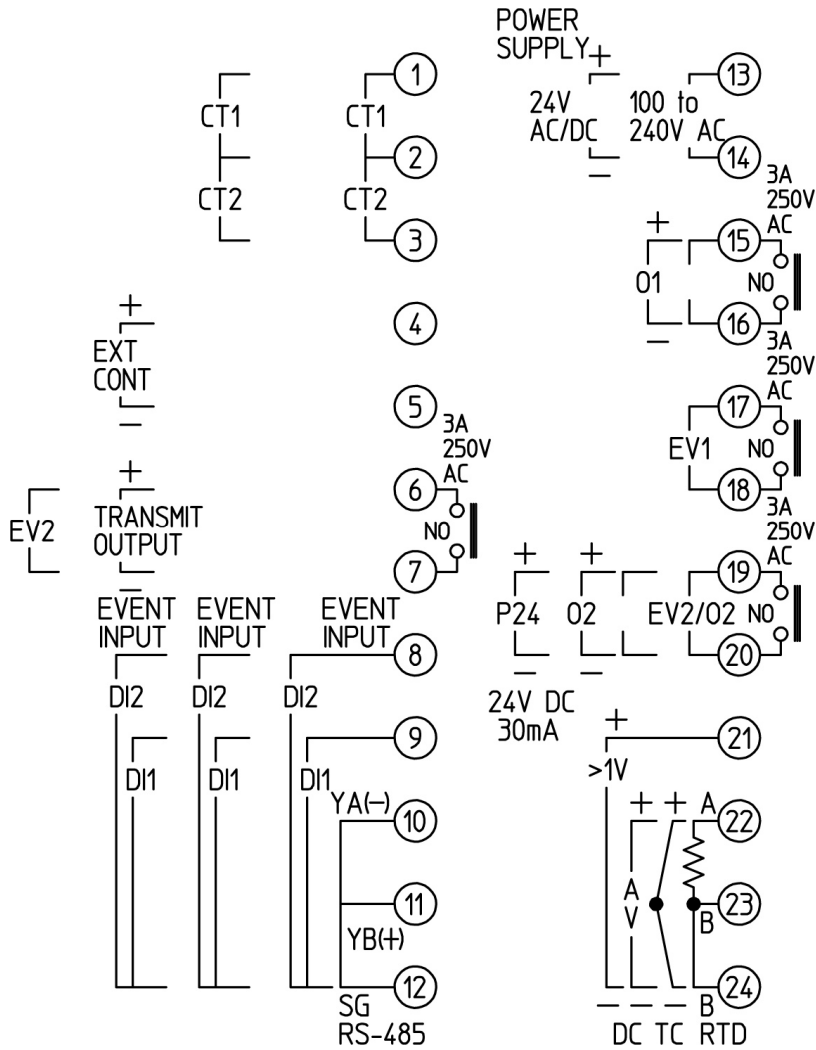 POWER
SUPPLY
+
1
13
CT1
CT1
24V
AC/DC
100 to
240V AC
2
14
−
3A
250V
AC
CT2
CT2
+
3
15
O1
NO
+
4
16
−
EXT
CONT
3A
250V
AC
5
17
−
3A
250V
AC
EV1
NO
+
6
18
EV2
TRANSMIT
OUTPUT
NO
3A
250V
AC
+
+
7
19
−
EVENT
INPUT
EVENT
INPUT
EVENT
INPUT
P24
O2
EV2/O2
NO
8
20
−
−
DI2
DI2
DI2
24V DC
30mA
+
9
21
>1V
DI1
DI1
DI1
YA(−)
+
+
A
10
22
A
V
11
23
B
YB(+)
12
24
SG
RS-485
−
−
−
B
DC
TC
RTD